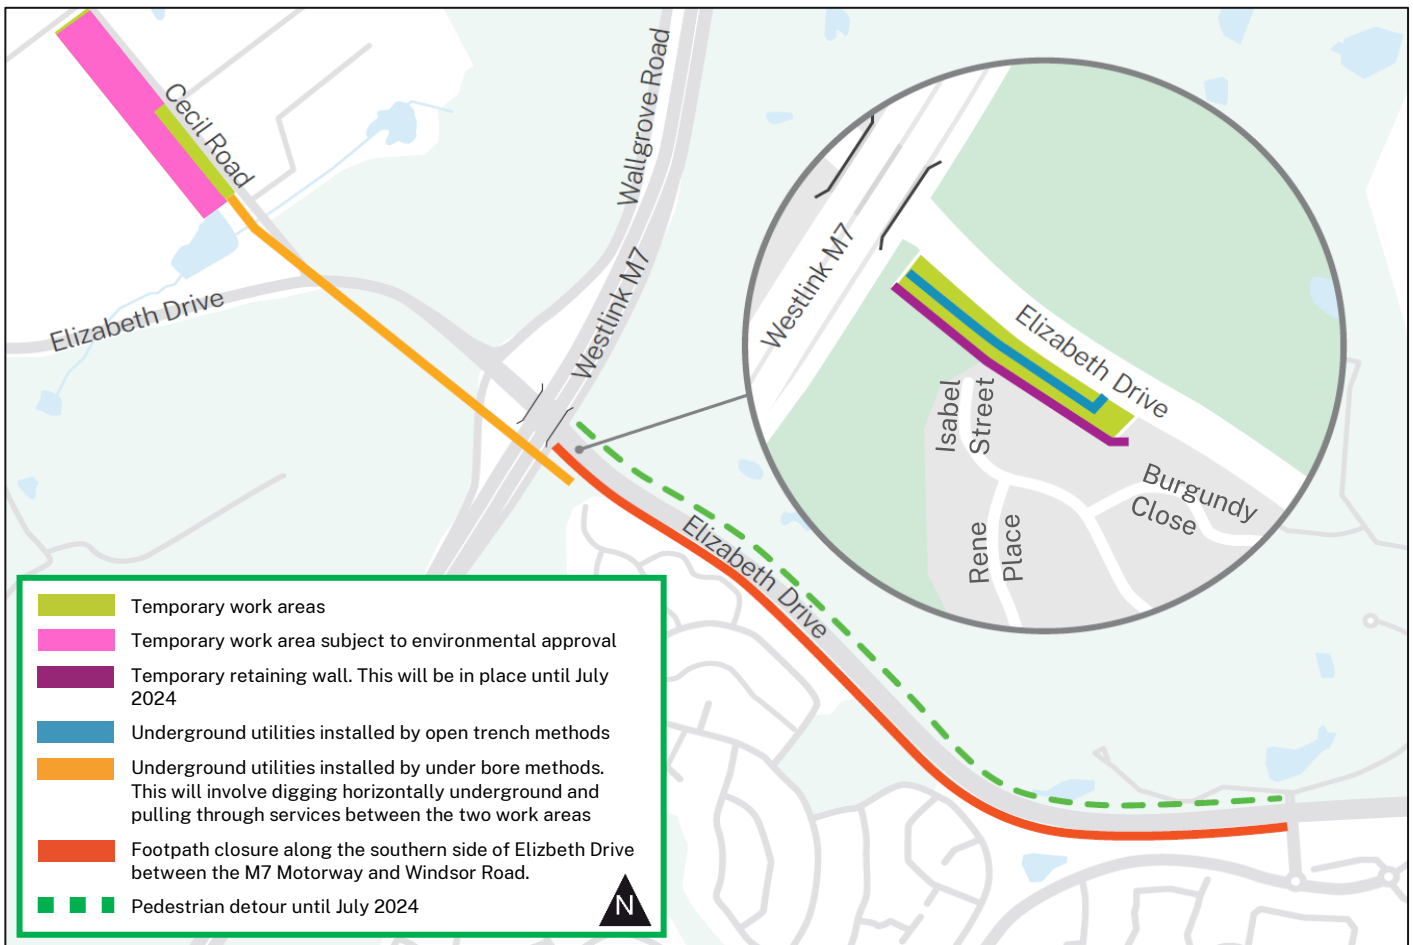 Cecil Road
Wallgrove Road
Westlink M7
Elizabeth Drive
Elizabeth Drive
Westlink M7
Elizabeth Drive
Isabel
Street
Rene
Place
Burgundy
Close
Temporary work areas
Temporary work area subject to environmental approval
Temporary retaining wall. This will be in place until July
2024
Underground utilities installed by open trench methods
Underground utilities installed by under bore methods.
This will involve digging horizontally underground and
pulling through services between the two work areas
Footpath closure along the southern side of Elizbeth Drive
between the M7 Motorway and Windsor Road.
Pedestrian detour until July 2024
N